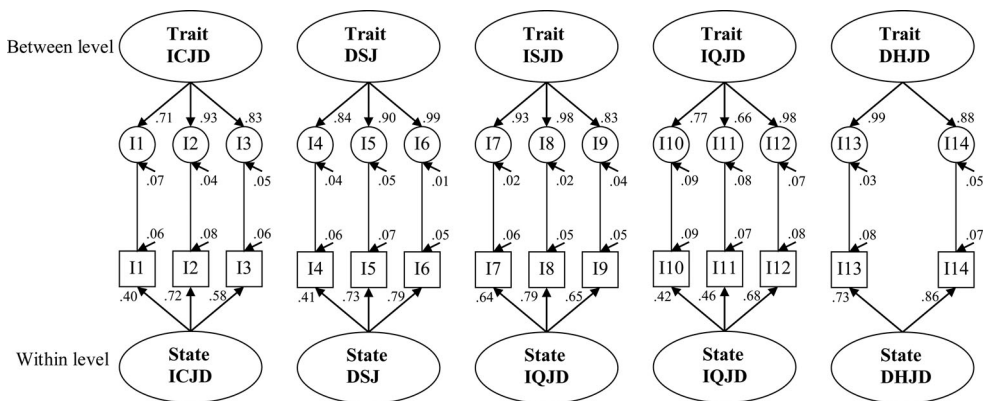 Between level
Trait
ICJD
Trait
DSJ
Trait
ISJD
Trait
IQJD
Trait
DHJD
.71 .93 .83 .84 .90 .99 .93 .98 .83 .77 .66 .98 .99 .88
I1 I2 I3 I4 I5 I6 I7 I8 I9 I10 I11 I12 I13 I14
.07 .04 .05 .04 .05 .01 .02 .02 .04 .09 .08 .07 .03 .05
.06 .08 .06 .06 .07 .05 .06 .05 .05 .09 .07 .08 .08 .07
I1 I2 I3 I4 I5 I6 I7 I8 I9 I10 I11 I12 I13 I14
.40 .72 .58 .41 .73 .79 .64 .79 .65 .42 .46 .68 .73 .86
Within level
State
ICJD
State
DSJ
State
IQJD
State
IQJD
State
DHJD